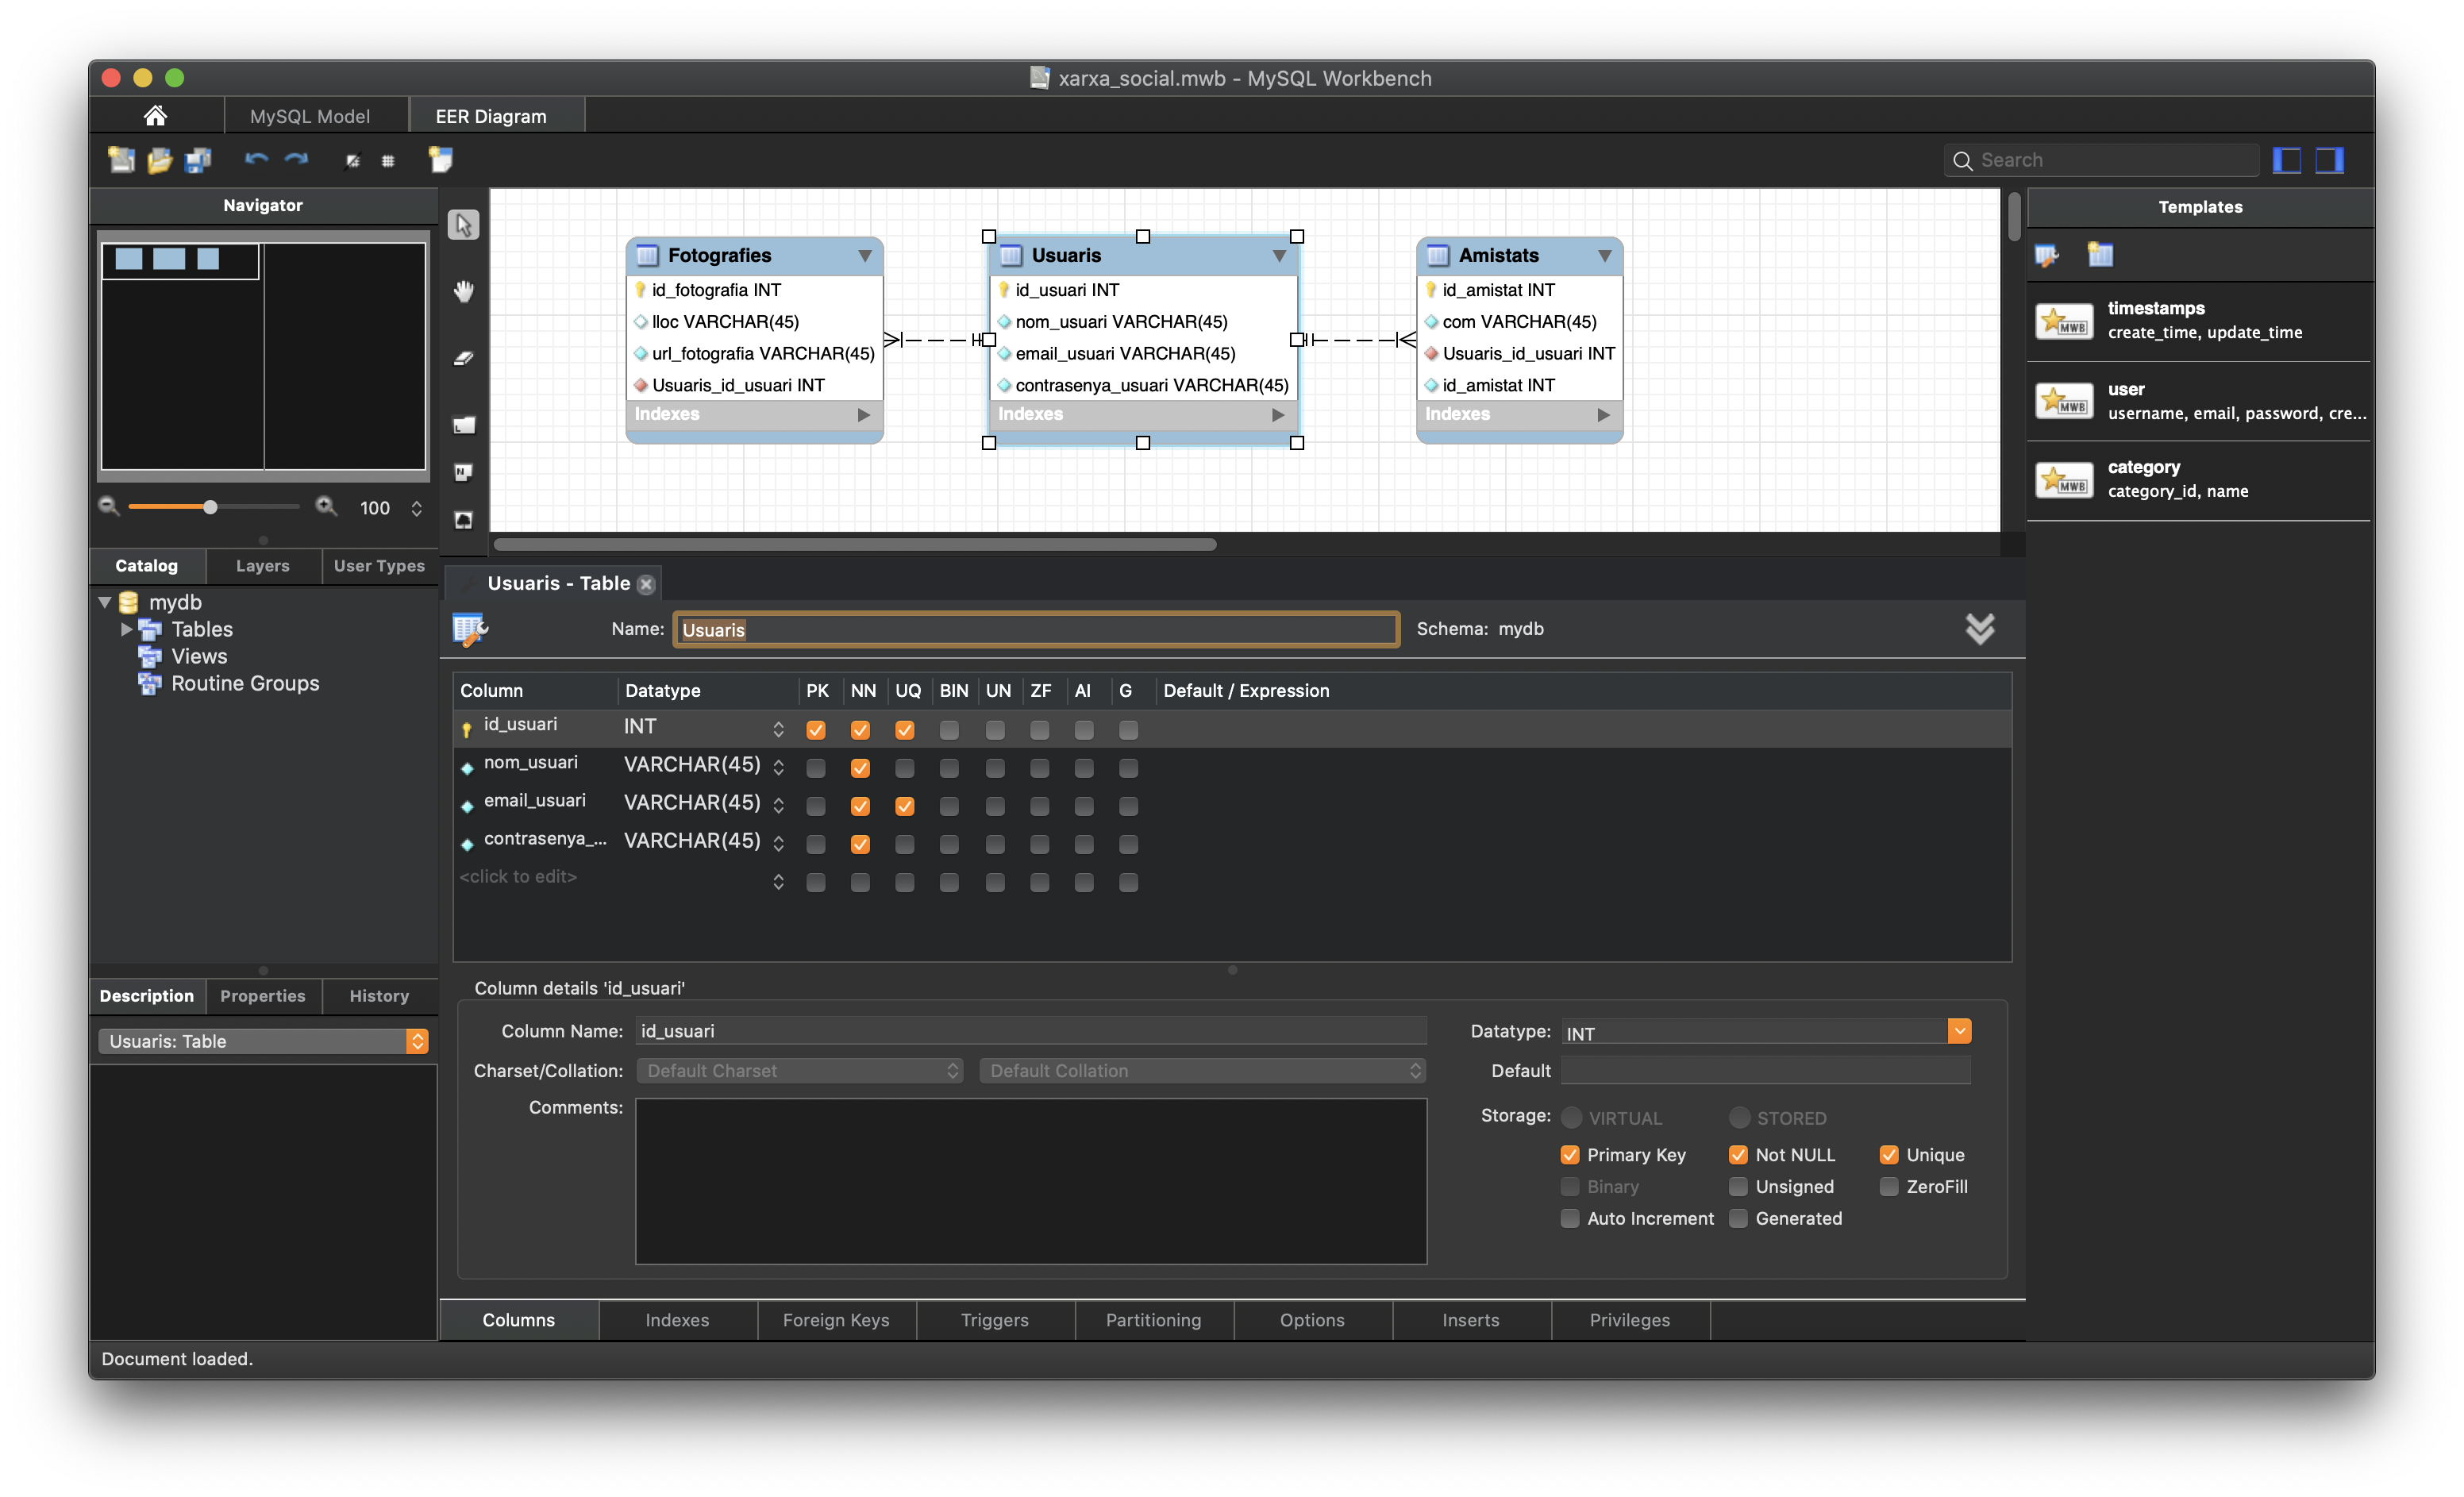 xarxa_social.mwb - MySQL Workbench
MySQL Model
EER Diagram
Search
Navigator
100
Catalog
Layers
User Types
mydb
Tables
Views
Routine Groups
Description
Properties
History
Usuaris: Table
Fotografies
id_fotografia INT
lloc VARCHAR(45)
url_fotografia VARCHAR(45)
Usuaris_id_usuari INT
Indexes
Usuaris
id_usuari INT
nom_usuari VARCHAR(45)
email_usuari VARCHAR(45)
contrasenya_usuari VARCHAR(45)
Indexes
Amistats
id_amistat INT
com VARCHAR(45)
Usuaris_id_usuari INT
id_amistat INT
Indexes
Templates
MWB
timestamps
create_time, update_time
MWB
user
username, email, password, cre...
MWB
category
category_id, name
Usuaris - Table
Name: Usuaris
Schema: mydb
Column Datatype PK NN UQ BIN UN ZF AI G Default / Expression
id_usuari INT
nom_usuari VARCHAR(45)
email_usuari VARCHAR(45)
contrasenya_... VARCHAR(45)
<click to edit>
Column details 'id_usuari'
Column Name: id_usuari
Charset/Collation: Default Charset Default Collation
Comments:
Datatype: INT
Default
Storage: VIRTUAL STORED
Primary Key Not NULL Unique
Binary Unsigned ZeroFill
Auto Increment Generated
Columns Indexes Foreign Keys Triggers Partitioning Options Inserts Privileges
Document loaded.